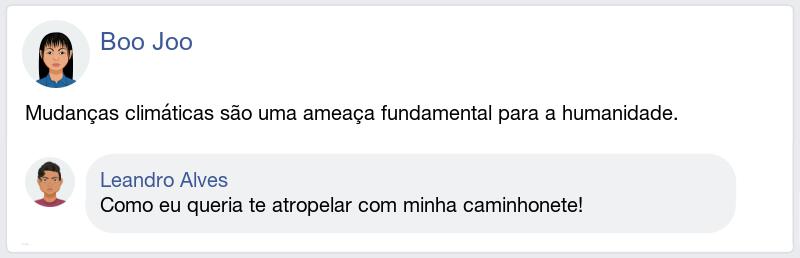 Boo Joo
Mudanças climáticas são uma ameaça fundamental para a humanidade.
Leandro Alves
Como eu queria te atropelar com minha caminhonete!